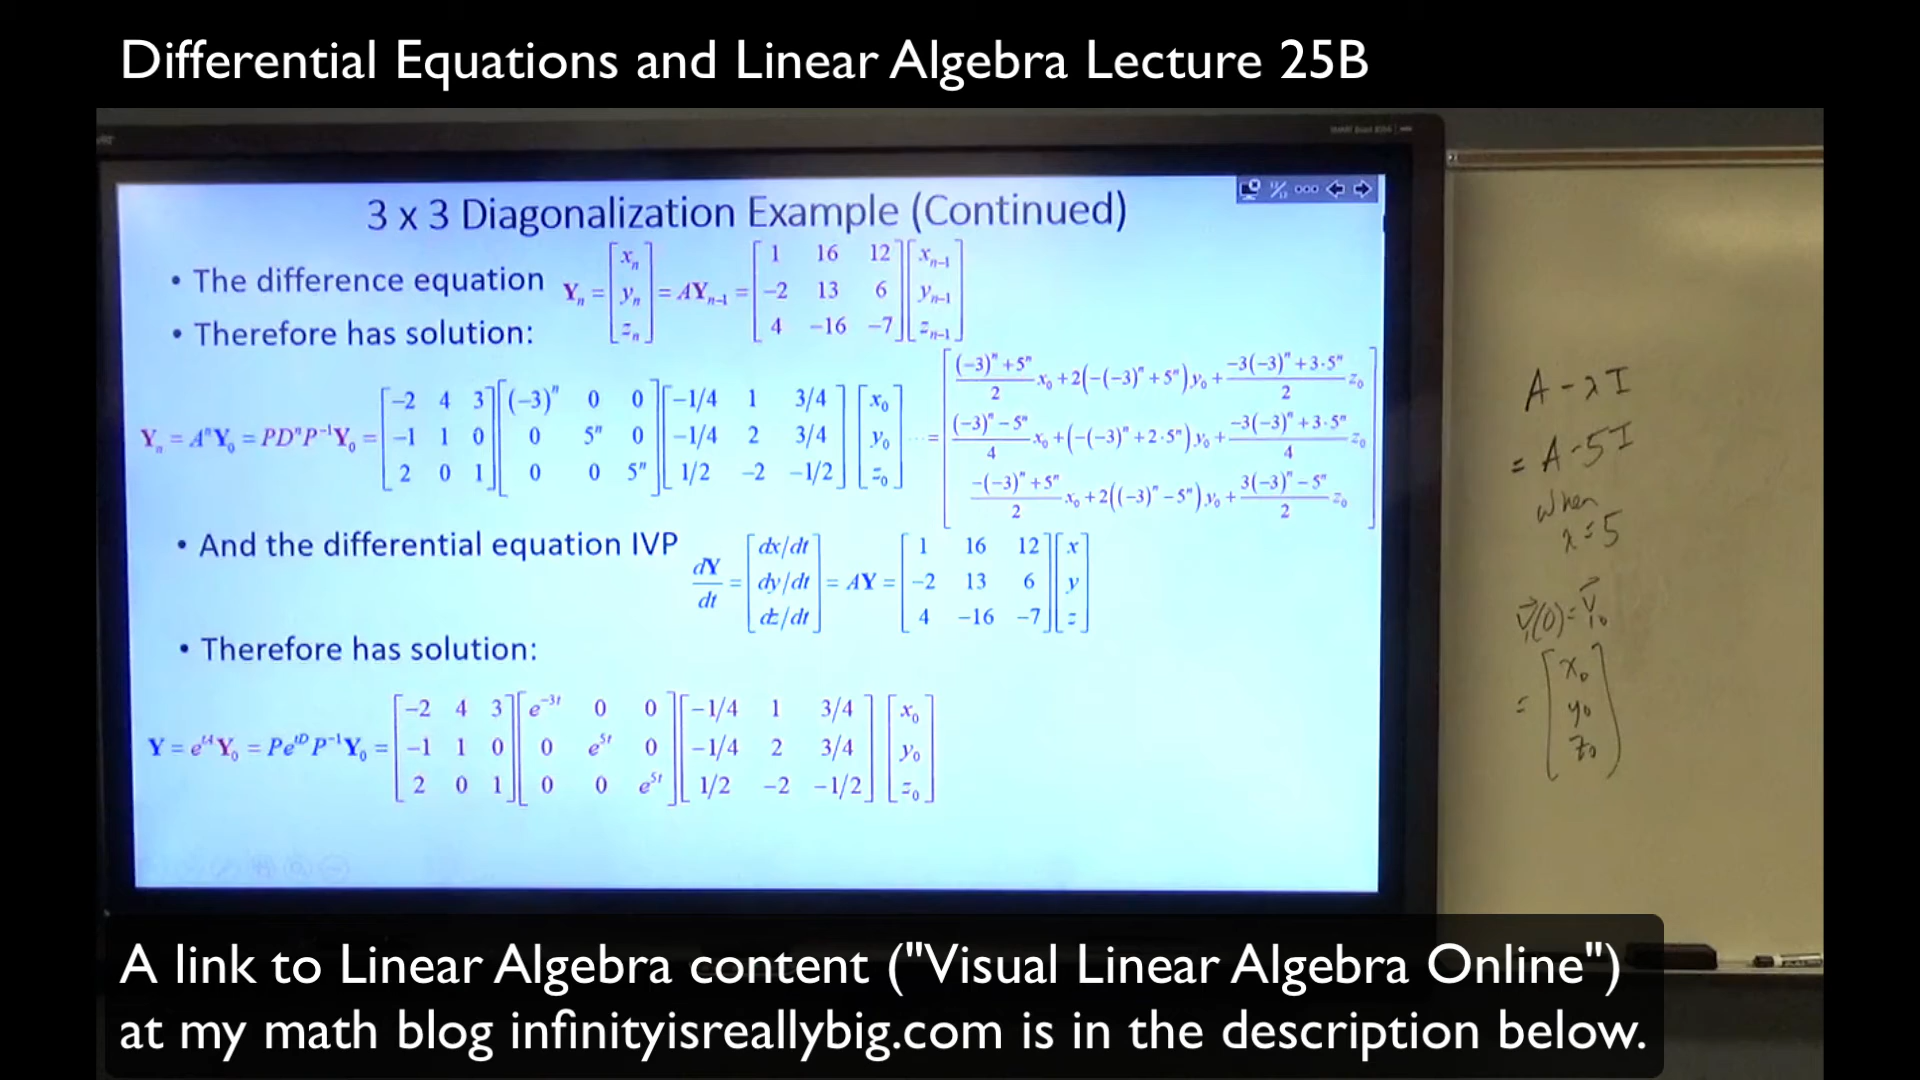 Differential Equations and Linear Algebra Lecture 25B
3 x 3 Diagonalization Example (Continued)
• The difference equation Yₙ = [xₙ; yₙ; zₙ] = AYₙ₋₁ = [1 16 12; −2 13 6; 4 −16 −7] [xₙ₋₁; yₙ₋₁; zₙ₋₁]
• Therefore has solution:
Yₙ = AⁿY₀ = PDⁿP⁻¹Y₀ = [−2 4 3; −1 1 0; 2 0 1] [(−3)ⁿ 0 0; 0 5ⁿ 0; 0 0 5ⁿ] [−1/4 1 3/4; −1/4 2 3/4; 1/2 −2 −1/2] [x₀; y₀; z₀] ··· = [((−3)ⁿ+5ⁿ)/2 x₀ + 2(−(−3)ⁿ+5ⁿ) y₀ + (−3(−3)ⁿ+3·5ⁿ)/2 z₀; ((−3)ⁿ−5ⁿ)/4 x₀ + (−(−3)ⁿ+2·5ⁿ) y₀ + (−3(−3)ⁿ+3·5ⁿ)/4 z₀; (−(−3)ⁿ+5ⁿ)/2 x₀ + 2((−3)ⁿ−5ⁿ) y₀ + (3(−3)ⁿ−5ⁿ)/2 z₀]
• And the differential equation IVP dY/dt = [dx/dt; dy/dt; dz/dt] = AY = [1 16 12; −2 13 6; 4 −16 −7] [x; y; z]
• Therefore has solution:
Y = eᵗᴬY₀ = PeᵗᴰP⁻¹Y₀ = [−2 4 3; −1 1 0; 2 0 1] [e⁻³ᵗ 0 0; 0 e⁵ᵗ 0; 0 0 e⁵ᵗ] [−1/4 1 3/4; −1/4 2 3/4; 1/2 −2 −1/2] [x₀; y₀; z₀]
A - λI
= A - 5I
when
λ = 5
= [x₀; y₀; z₀]
A link to Linear Algebra content ("Visual Linear Algebra Online")
at my math blog infinityisreallybig.com is in the description below.